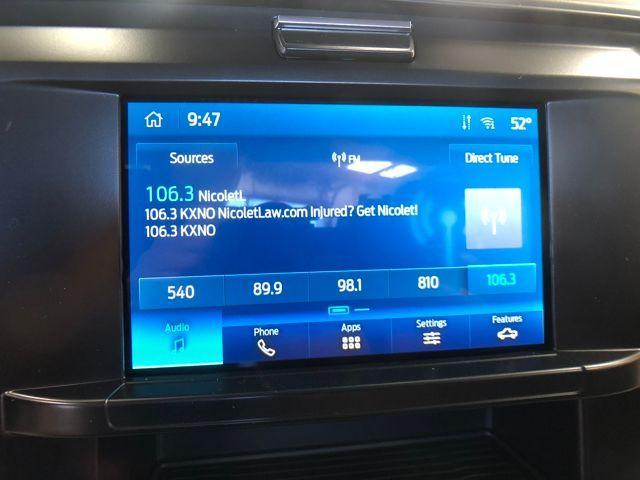 9:47 52°
Sources FM Direct Tune
106.3 NicoletL
106.3 KXNO NicoletLaw.com Injured? Get Nicolet!
106.3 KXNO
540 89.9 98.1 810 106.3
Audio Phone Apps Settings Features